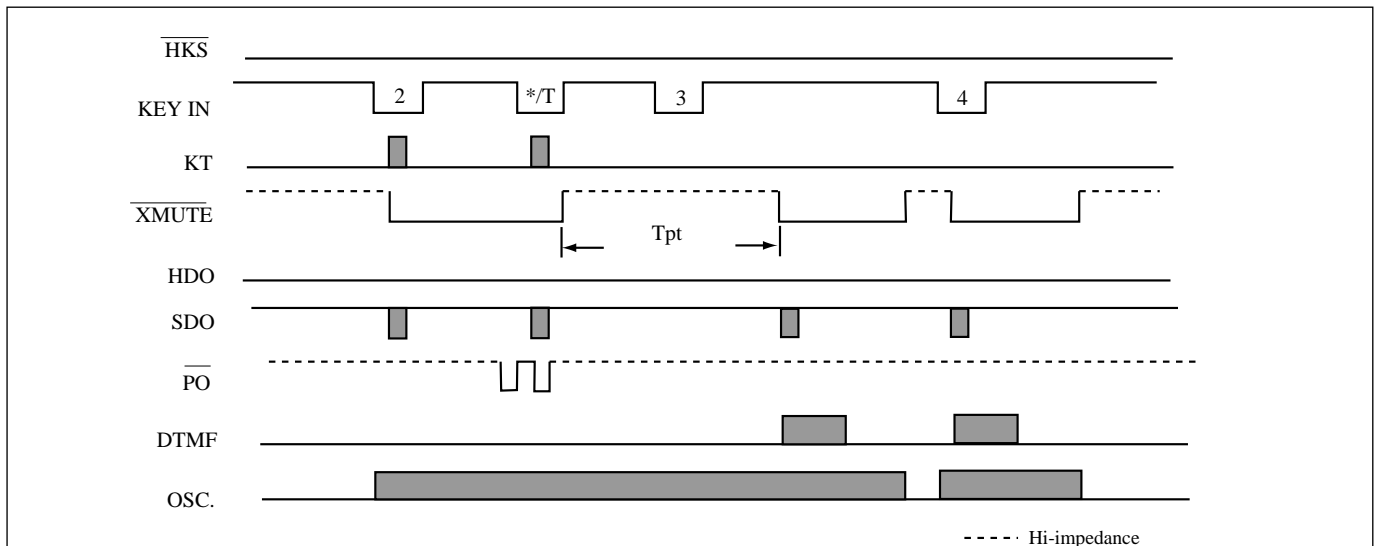 HKS
KEY IN 2 */T 3 4
KT
XMUTE
Tpt
HDO
SDO
PO
DTMF
OSC.
Hi-impedance